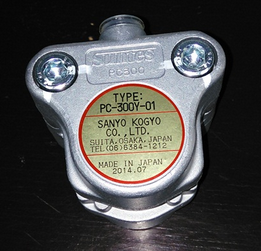 Sunnes
PC300
TYPE:
PC-300Y-01
SANYO KOGYO
CO.,LTD.
SUITA.OSAKA.JAPAN
TEL(06)6384-1212
MADE IN JAPAN
2014.07